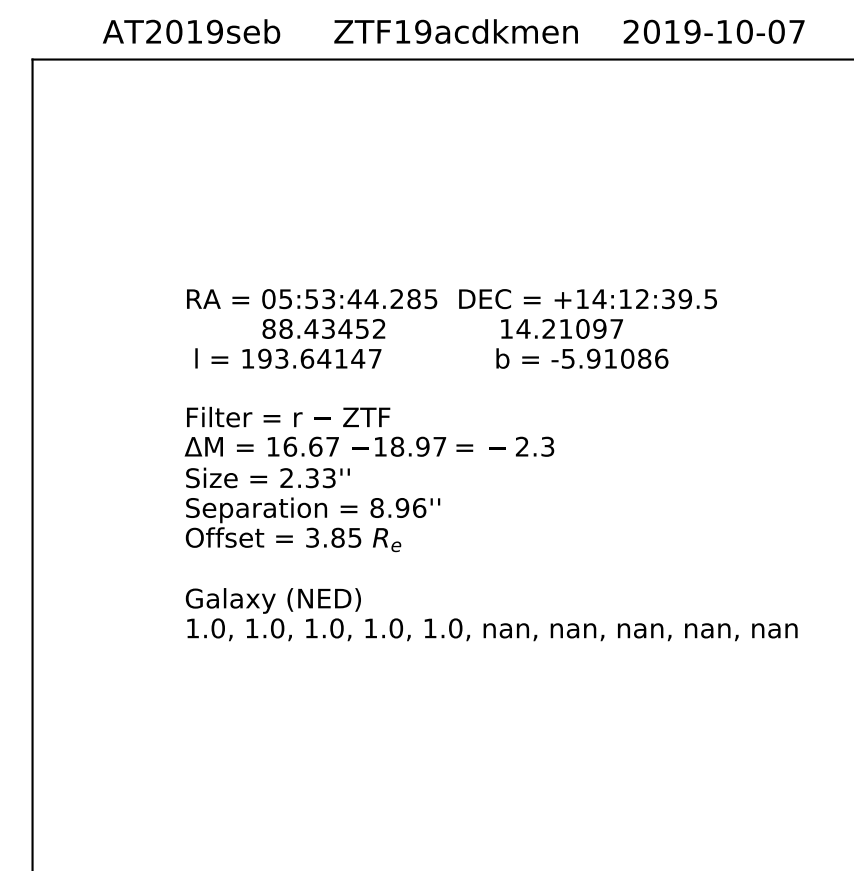 AT2019seb ZTF19acdkmen 2019-10-07
RA = 05:53:44.285 DEC = +14:12:39.5
88.43452 14.21097
l = 193.64147 b = -5.91086
Filter = r − ZTF
ΔM = 16.67 −18.97 = − 2.3
Size = 2.33''
Separation = 8.96''
Offset = 3.85 Re
Galaxy (NED)
1.0, 1.0, 1.0, 1.0, 1.0, nan, nan, nan, nan, nan